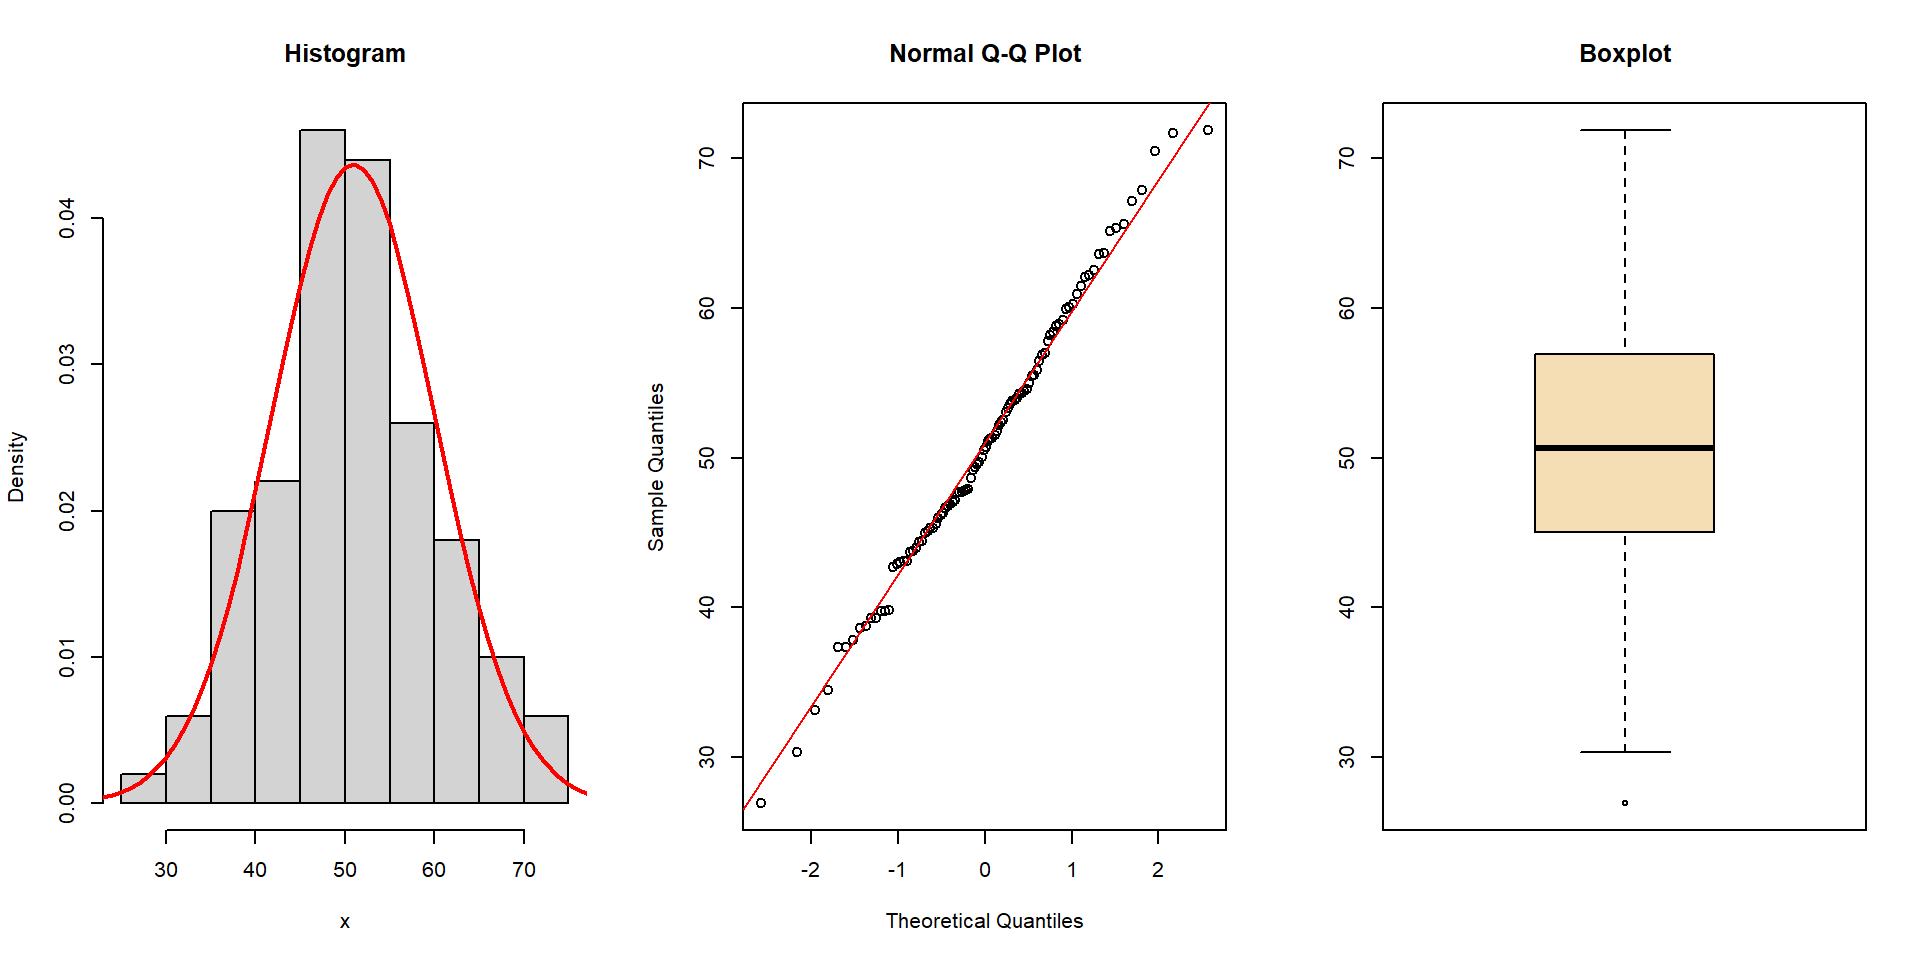 Histogram
Density
0.00
0.01
0.02
0.03
0.04
30 40 50 60 70
x
Normal Q-Q Plot
Sample Quantiles
30
40
50
60
70
-2 -1 0 1 2
Theoretical Quantiles
Boxplot
30
40
50
60
70